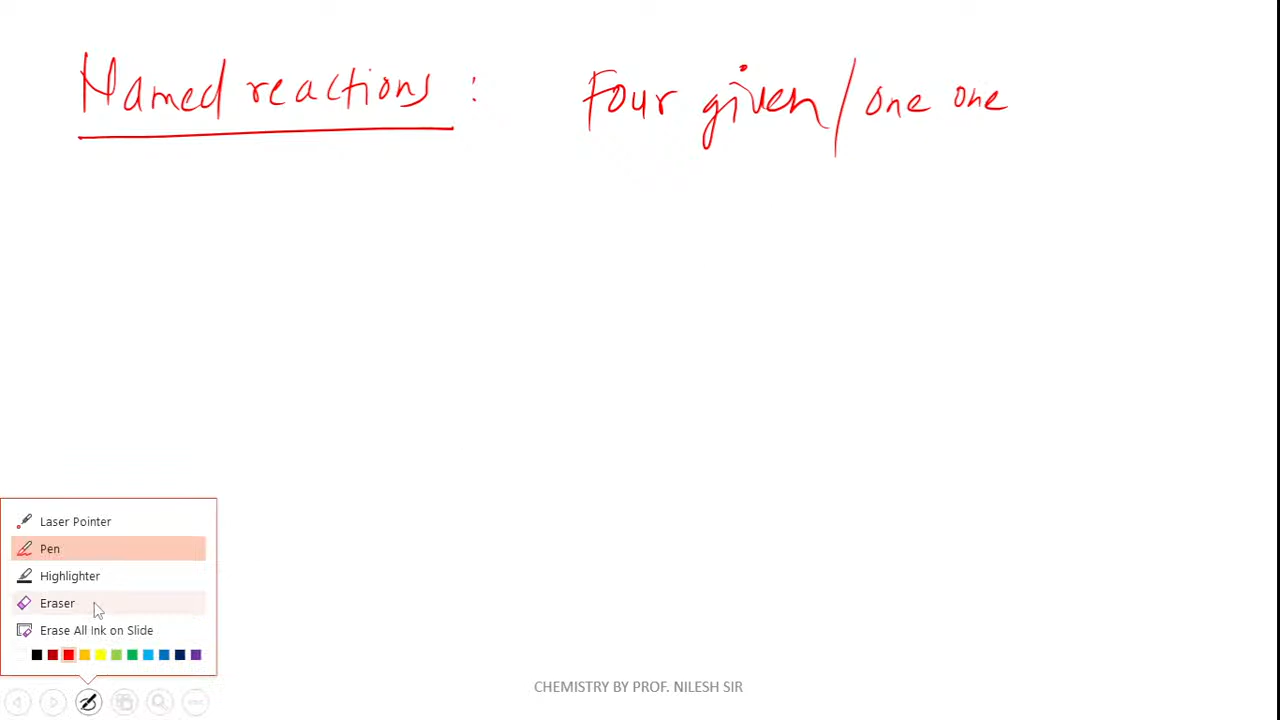 Named reactions : Four given/one one
Laser Pointer
Pen
Highlighter
Eraser
Erase All Ink on Slide
CHEMISTRY BY PROF. NILESH SIR